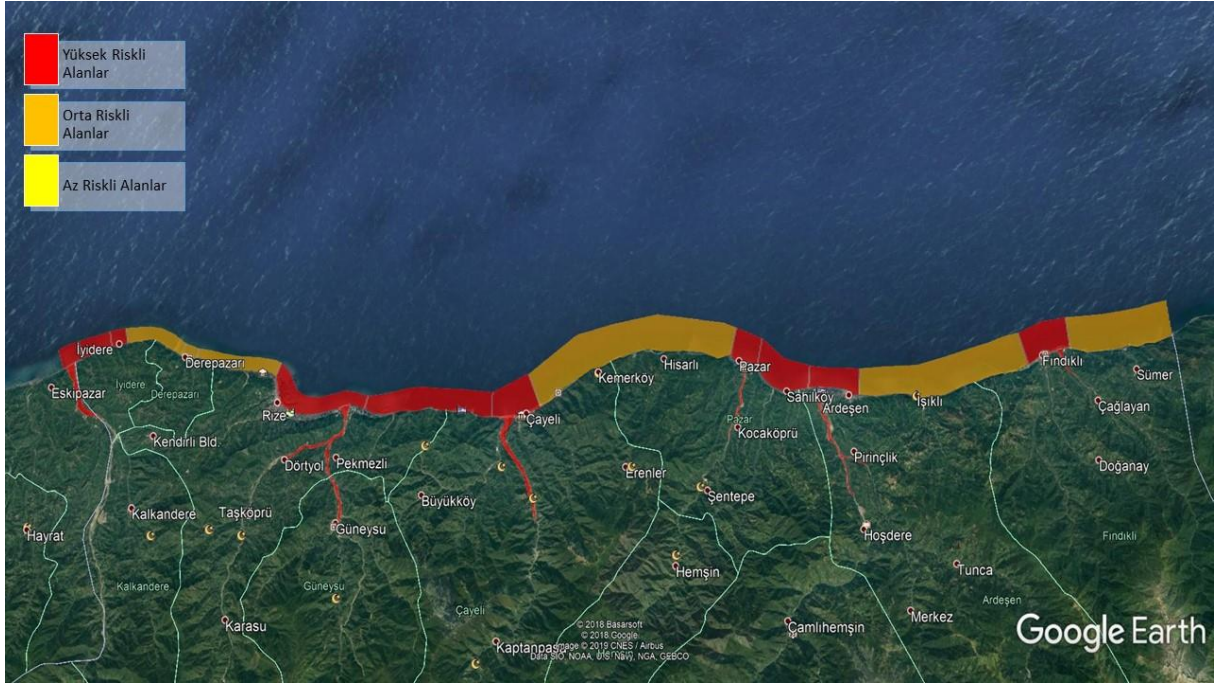 Yüksek Riskli
Alanlar
Orta Riskli
Alanlar
Az Riskli Alanlar
İyidere
Derepazarı
Eskipazar
İyidere
Derepazarı
Rize
Kendirli Bld.
Dörtyol
Pekmezli
Büyükköy
Çayeli
Kemerköy
Hisarlı
Pazar
Sahilköy
Ardeşen
Işıklı
Fındıklı
Sümer
Çağlayan
Pazar
Kocaköprü
Pirinçlik
Doğanay
Erenler
Şentepe
Kalkandere
Taşköprü
Güneysu
Hayrat
Hoşdere
Fındıklı
Hemşin
Tunca
Kalkandere
Güneysu
Çayeli
Ardeşen
Merkez
Karasu
Çamlıhemşin
Kaptanpaşa
© 2018 Basarsoft
© 2018 Google
Image © 2019 CNES / Airbus
Data SIO, NOAA, U.S. Navy, NGA, GEBCO
Google Earth